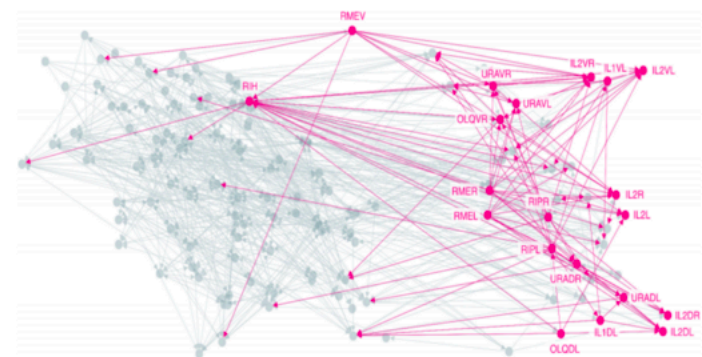 RMEV
IL2VR
IL1VL
IL2VL
URAVR
RIH
URAVL
OLQVR
RMER
IL2R
RIPR
RMEL
IL2L
RIPL
URADR
URADL
IL2DR
IL1DL
IL2DL
OLQDL